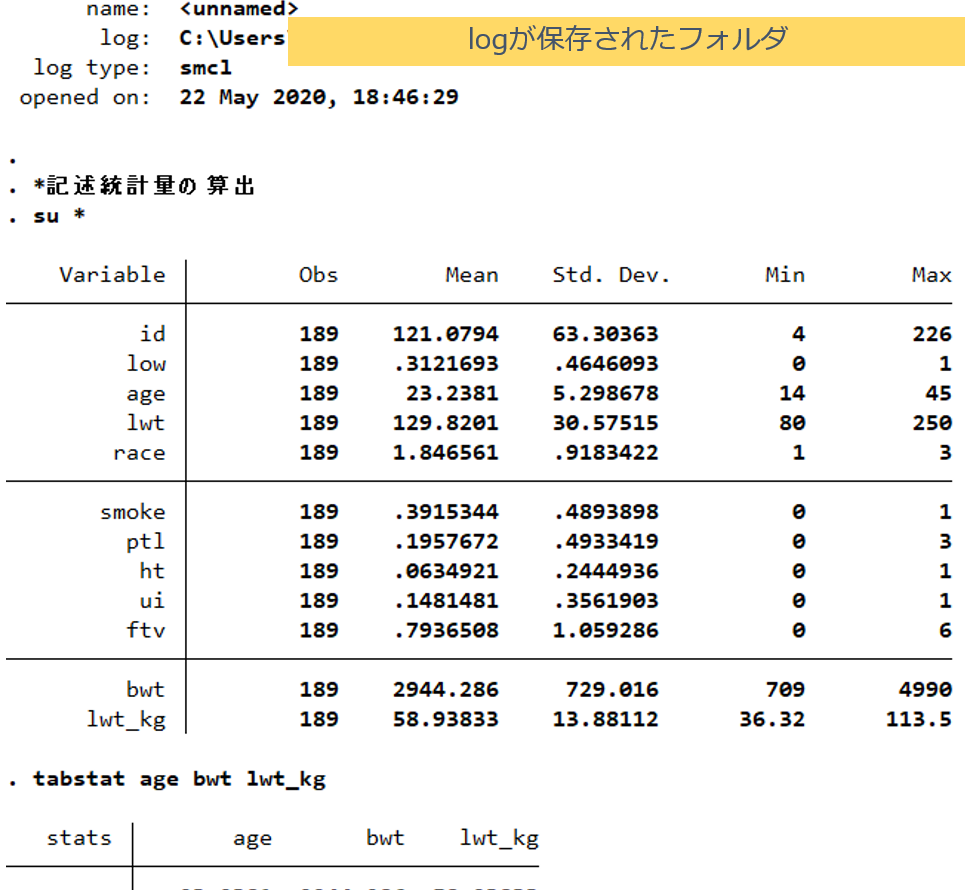 name: <unnamed>
log: C:\Users
logが保存されたフォルダ
log type: smcl
opened on: 22 May 2020, 18:46:29
.
. *記述統計量の算出
. su *
Variable Obs Mean Std. Dev. Min Max
id 189 121.0794 63.30363 4 226
low 189 .3121693 .4646093 0 1
age 189 23.2381 5.298678 14 45
lwt 189 129.8201 30.57515 80 250
race 189 1.846561 .9183422 1 3
smoke 189 .3915344 .4893898 0 1
ptl 189 .1957672 .4933419 0 3
ht 189 .0634921 .2444936 0 1
ui 189 .1481481 .3561903 0 1
ftv 189 .7936508 1.059286 0 6
bwt 189 2944.286 729.016 709 4990
lwt_kg 189 58.93833 13.88112 36.32 113.5
. tabstat age bwt lwt_kg
stats age bwt lwt_kg